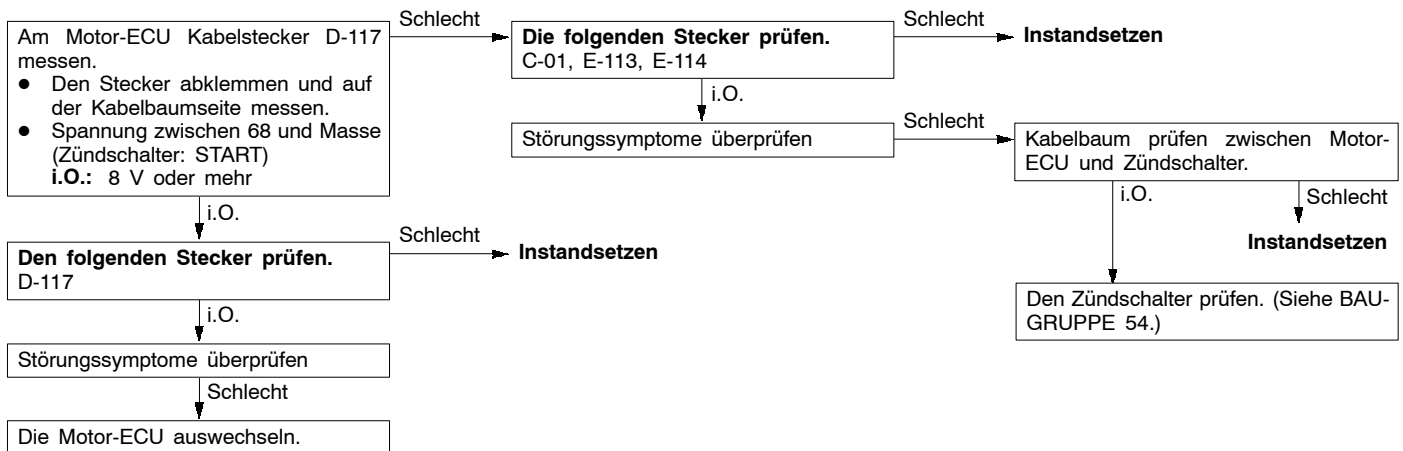 Am Motor-ECU Kabelstecker D-117
messen.
● Den Stecker abklemmen und auf
der Kabelbaumseite messen.
● Spannung zwischen 68 und Masse
(Zündschalter: START)
i.O.: 8 V oder mehr
Schlecht
Die folgenden Stecker prüfen.
C-01, E-113, E-114
Schlecht
Instandsetzen
i.O.
Störungssymptome überprüfen
Schlecht
Kabelbaum prüfen zwischen Motor-
ECU und Zündschalter.
i.O.
Schlecht
Instandsetzen
Den Zündschalter prüfen. (Siehe BAU-
GRUPPE 54.)
i.O.
Den folgenden Stecker prüfen.
D-117
Schlecht
Instandsetzen
i.O.
Störungssymptome überprüfen
Schlecht
Die Motor-ECU auswechseln.